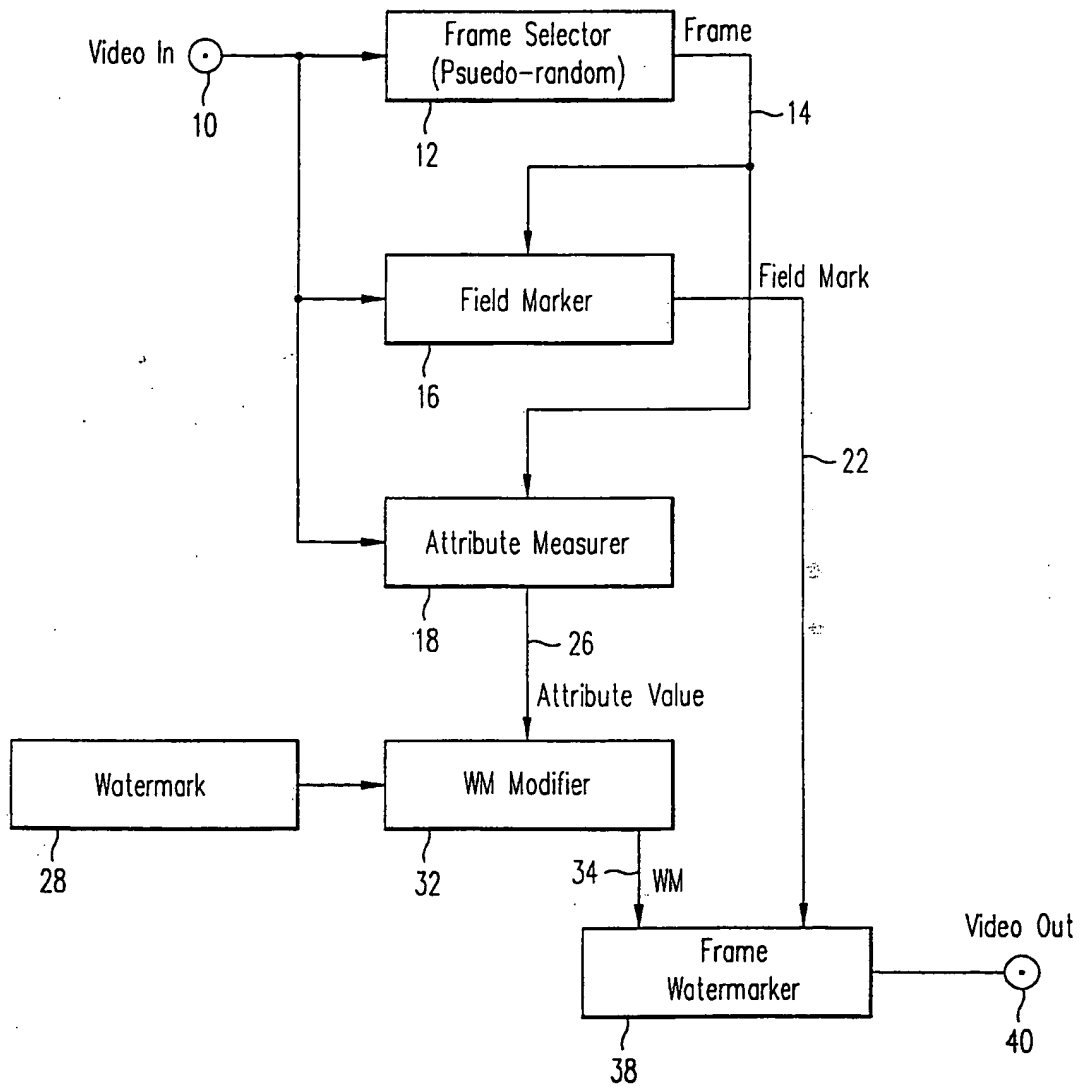 Video In
10
Frame Selector
(Psuedo-random)
12
Frame
14
Field Marker
16
Field Mark
22
Attribute Measurer
18
26
Attribute Value
Watermark
28
WM Modifier
32
34
WM
Frame
Watermarker
38
Video Out
40